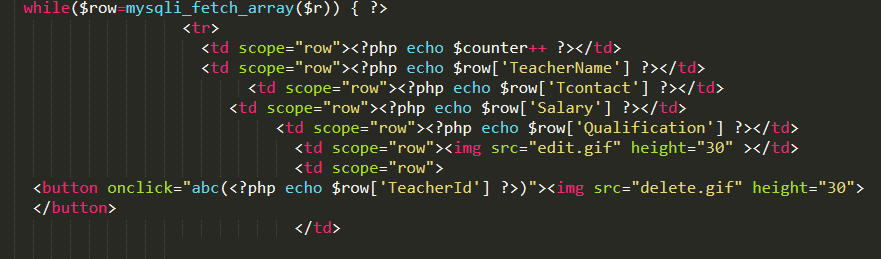 while($row=mysqli_fetch_array($r)) { ?>
<tr>
<td scope="row"><?php echo $counter++ ?></td>
<td scope="row"><?php echo $row['TeacherName'] ?></td>
<td scope="row"><?php echo $row['Tcontact'] ?></td>
<td scope="row"><?php echo $row['Salary'] ?></td>
<td scope="row"><?php echo $row['Qualification'] ?></td>
<td scope="row"><img src="edit.gif" height="30" ></td>
<td scope="row">
<button onclick="abc(<?php echo $row['TeacherId'] ?>)"><img src="delete.gif" height="30">
</button>
</td>